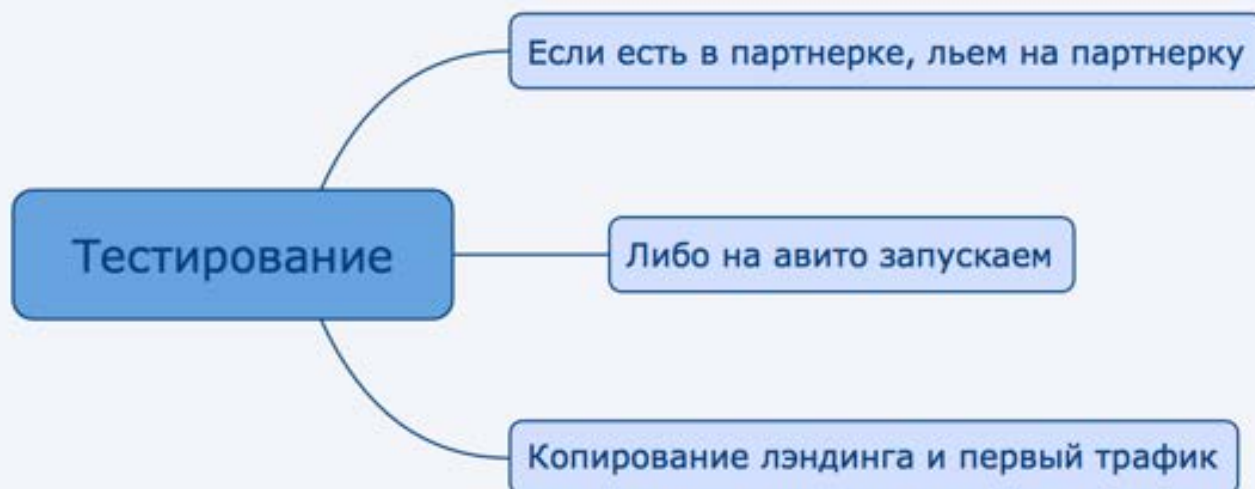 Если есть в партнерке, льем на партнерку
Тестирование
Либо на авито запускаем
Копирование лэндинга и первый трафик